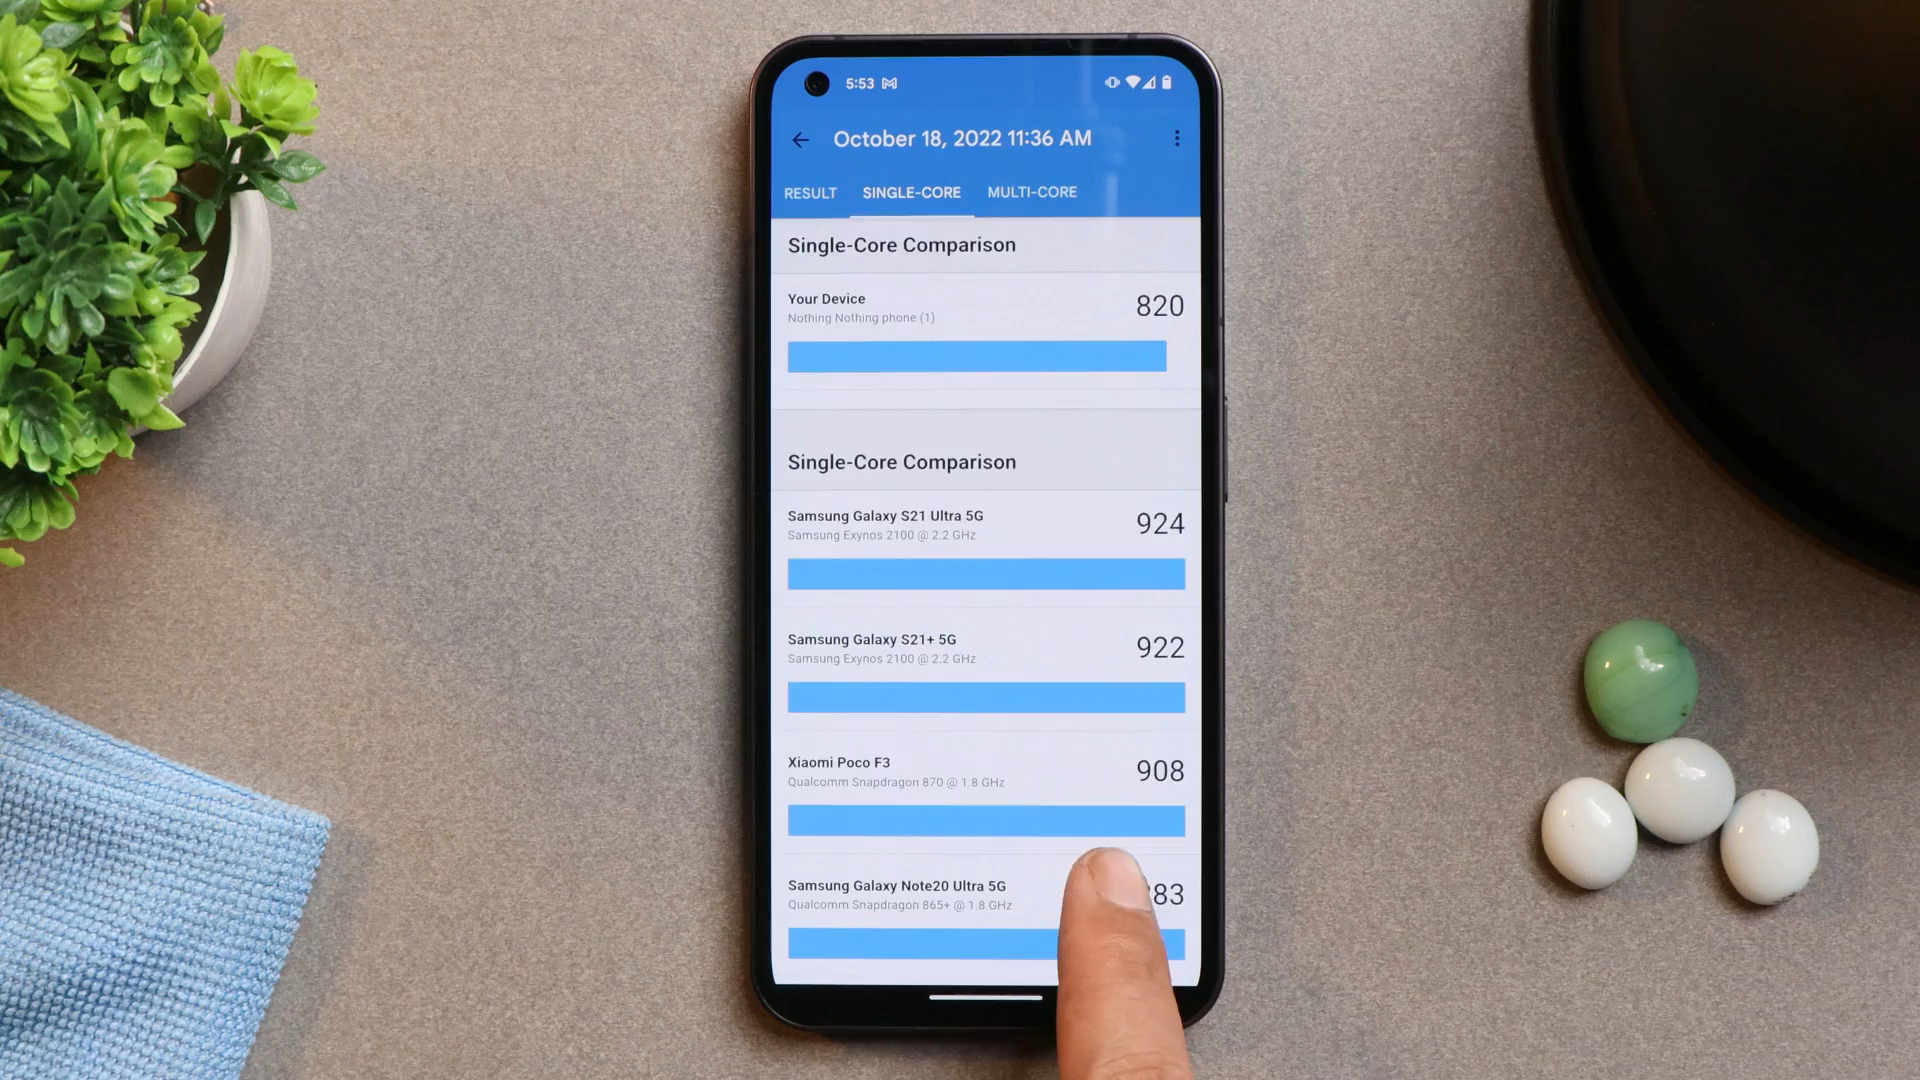 5:53
October 18, 2022 11:36 AM
RESULT SINGLE-CORE MULTI-CORE
Single-Core Comparison
Your Device
820
Nothing Nothing phone (1)
Single-Core Comparison
Samsung Galaxy S21 Ultra 5G
924
Samsung Exynos 2100 @ 2.2 GHz
Samsung Galaxy S21+ 5G
922
Samsung Exynos 2100 @ 2.2 GHz
Xiaomi Poco F3
908
Qualcomm Snapdragon 870 @ 1.8 GHz
Samsung Galaxy Note20 Ultra 5G
Qualcomm Snapdragon 865+ @ 1.8 GHz